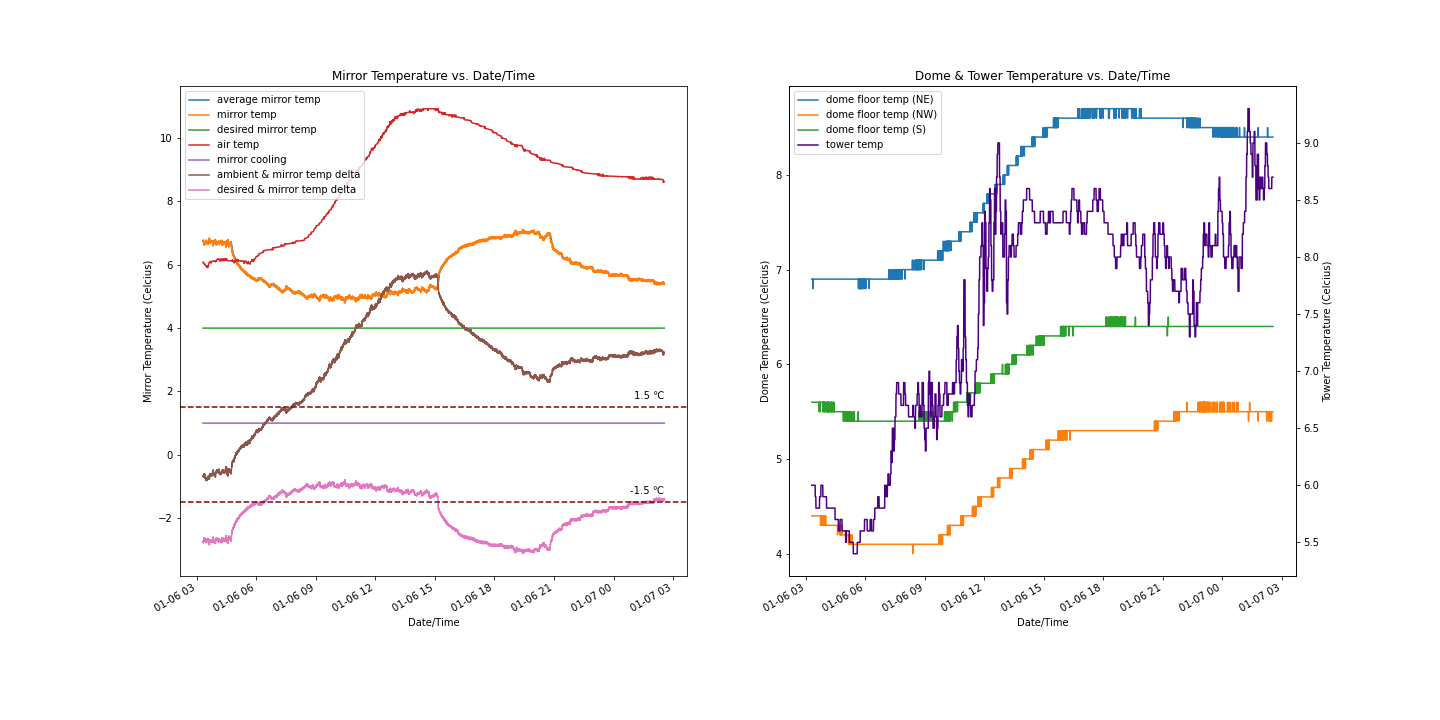 Mirror Temperature vs. Date/Time
average mirror temp
mirror temp
desired mirror temp
air temp
mirror cooling
ambient & mirror temp delta
desired & mirror temp delta
10
8
6
4
2
0
−2
Mirror Temperature (Celcius)
1.5 °C
-1.5 °C
01-06 03
01-06 06
01-06 09
01-06 12
01-06 15
01-06 18
01-06 21
01-07 00
01-07 03
Date/Time
Dome & Tower Temperature vs. Date/Time
dome floor temp (NE)
dome floor temp (NW)
dome floor temp (S)
tower temp
8
7
6
5
4
Dome Temperature (Celcius)
9.0
8.5
8.0
7.5
7.0
6.5
6.0
5.5
Tower Temperature (Celcius)
01-06 03
01-06 06
01-06 09
01-06 12
01-06 15
01-06 18
01-06 21
01-07 00
01-07 03
Date/Time